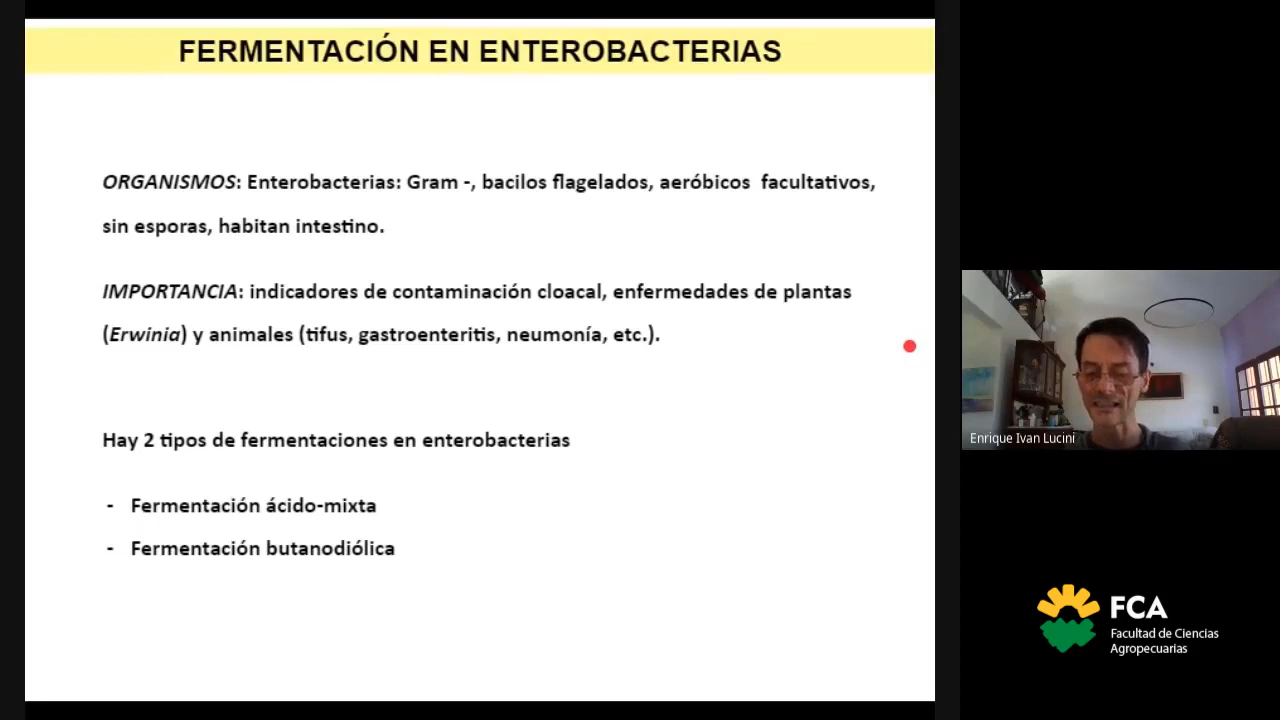 FERMENTACIÓN EN ENTEROBACTERIAS
ORGANISMOS: Enterobacterias: Gram -, bacilos flagelados, aeróbicos facultativos,
sin esporas, habitan intestino.
IMPORTANCIA: indicadores de contaminación cloacal, enfermedades de plantas
(Erwinia) y animales (tifus, gastroenteritis, neumonía, etc.).
Hay 2 tipos de fermentaciones en enterobacterias
- Fermentación ácido-mixta
- Fermentación butanodiólica
Enrique Ivan Lucini
FCA
Facultad de Ciencias
Agropecuarias